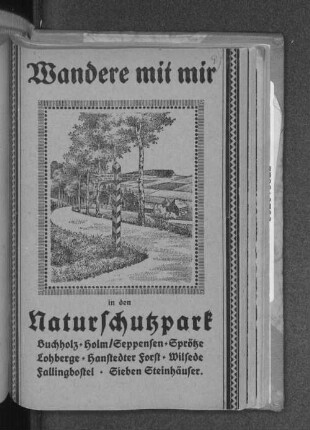 Wandere mit mir
in den
Naturschutzpark
Buchholz · Holm/Seppensen · Sprötze
Lohberge · Hanstedter Forst · Wilsede
Fallingbostel · Sieben Steinhäuser.